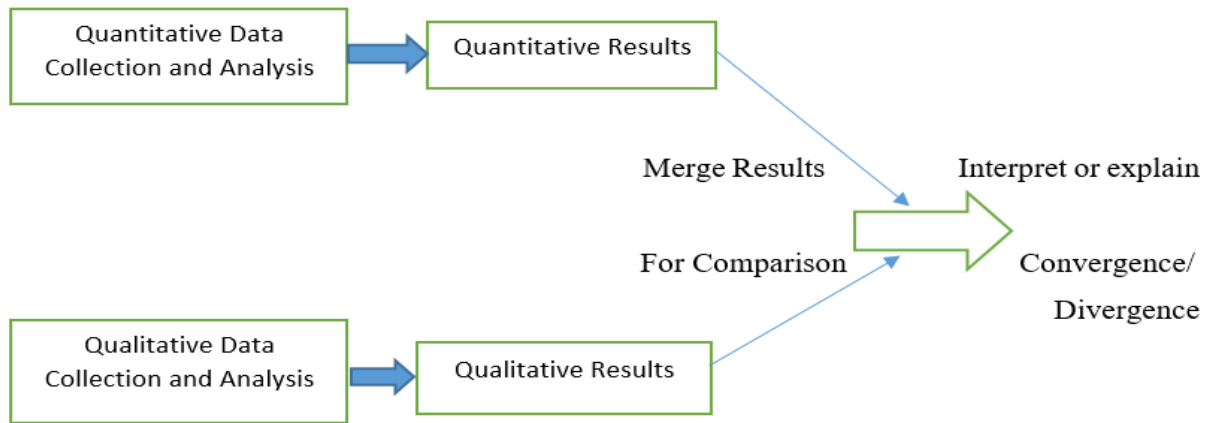 Quantitative Data
Collection and Analysis
Quantitative Results
Merge Results
Interpret or explain
For Comparison
Convergence/
Divergence
Qualitative Data
Collection and Analysis
Qualitative Results